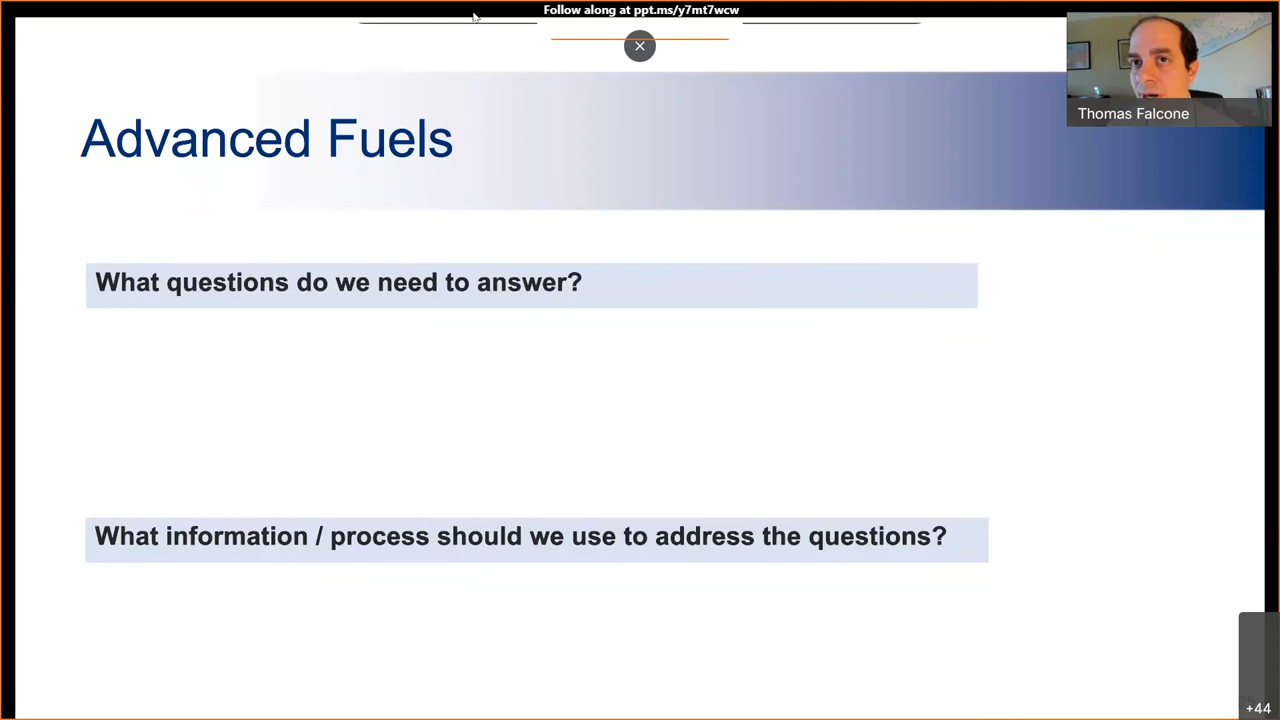 Follow along at ppt.ms/y7mt7wcw
Thomas Falcone
Advanced Fuels
What questions do we need to answer?
What information / process should we use to address the questions?
+44